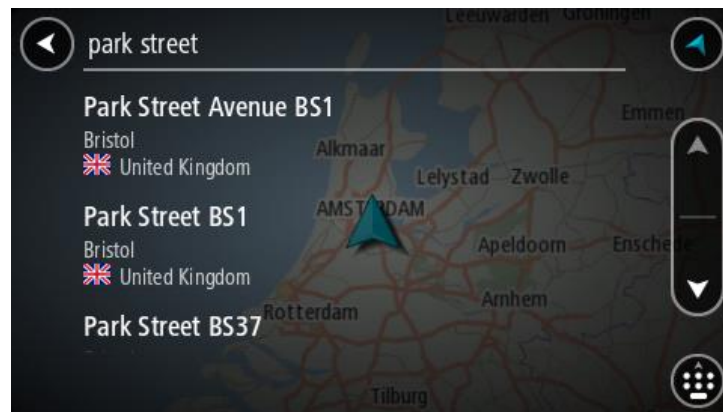 Leeuwarden Groningen
park street
Park Street Avenue BS1
Bristol
United Kingdom
Emmen
Alkmaar
Lelystad Zwolle
Park Street BS1
AMSTERDAM
Bristol
Apeldoorn
United Kingdom
Arnhem
Rotterdam
Park Street BS37
Tilburg